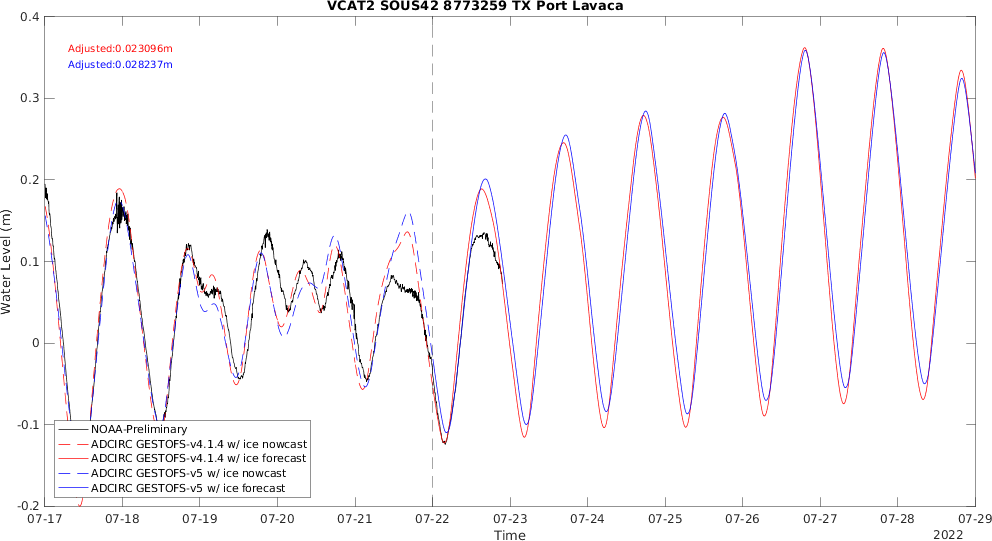 VCAT2 SOUS42 8773259 TX Port Lavaca
Adjusted:0.023096m
Adjusted:0.028237m
Water Level (m)
0.4
0.3
0.2
0.1
0
-0.1
-0.2
NOAA-Preliminary
ADCIRC GESTOFS-v4.1.4 w/ ice nowcast
ADCIRC GESTOFS-v4.1.4 w/ ice forecast
ADCIRC GESTOFS-v5 w/ ice nowcast
ADCIRC GESTOFS-v5 w/ ice forecast
07-17 07-18 07-19 07-20 07-21 07-22 07-23 07-24 07-25 07-26 07-27 07-28 07-29
Time
2022